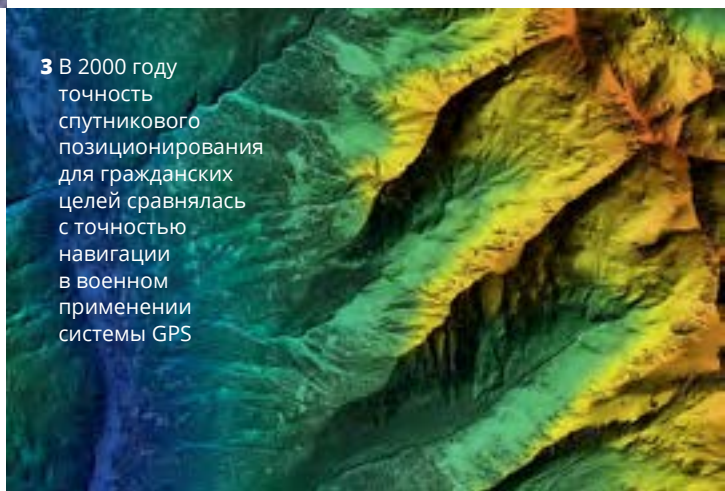 3 В 2000 году
точность
спутникового
позиционирования
для гражданских
целей сравнялась
с точностью
навигации
в военном
применении
системы GPS